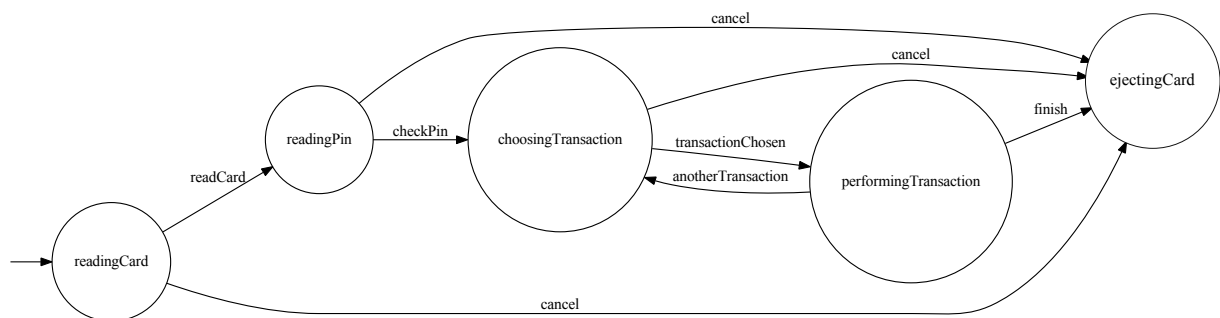 cancel
cancel
ejectingCard
finish
readingPin
checkPin
choosingTransaction
transactionChosen
anotherTransaction
performingTransaction
readCard
readingCard
cancel